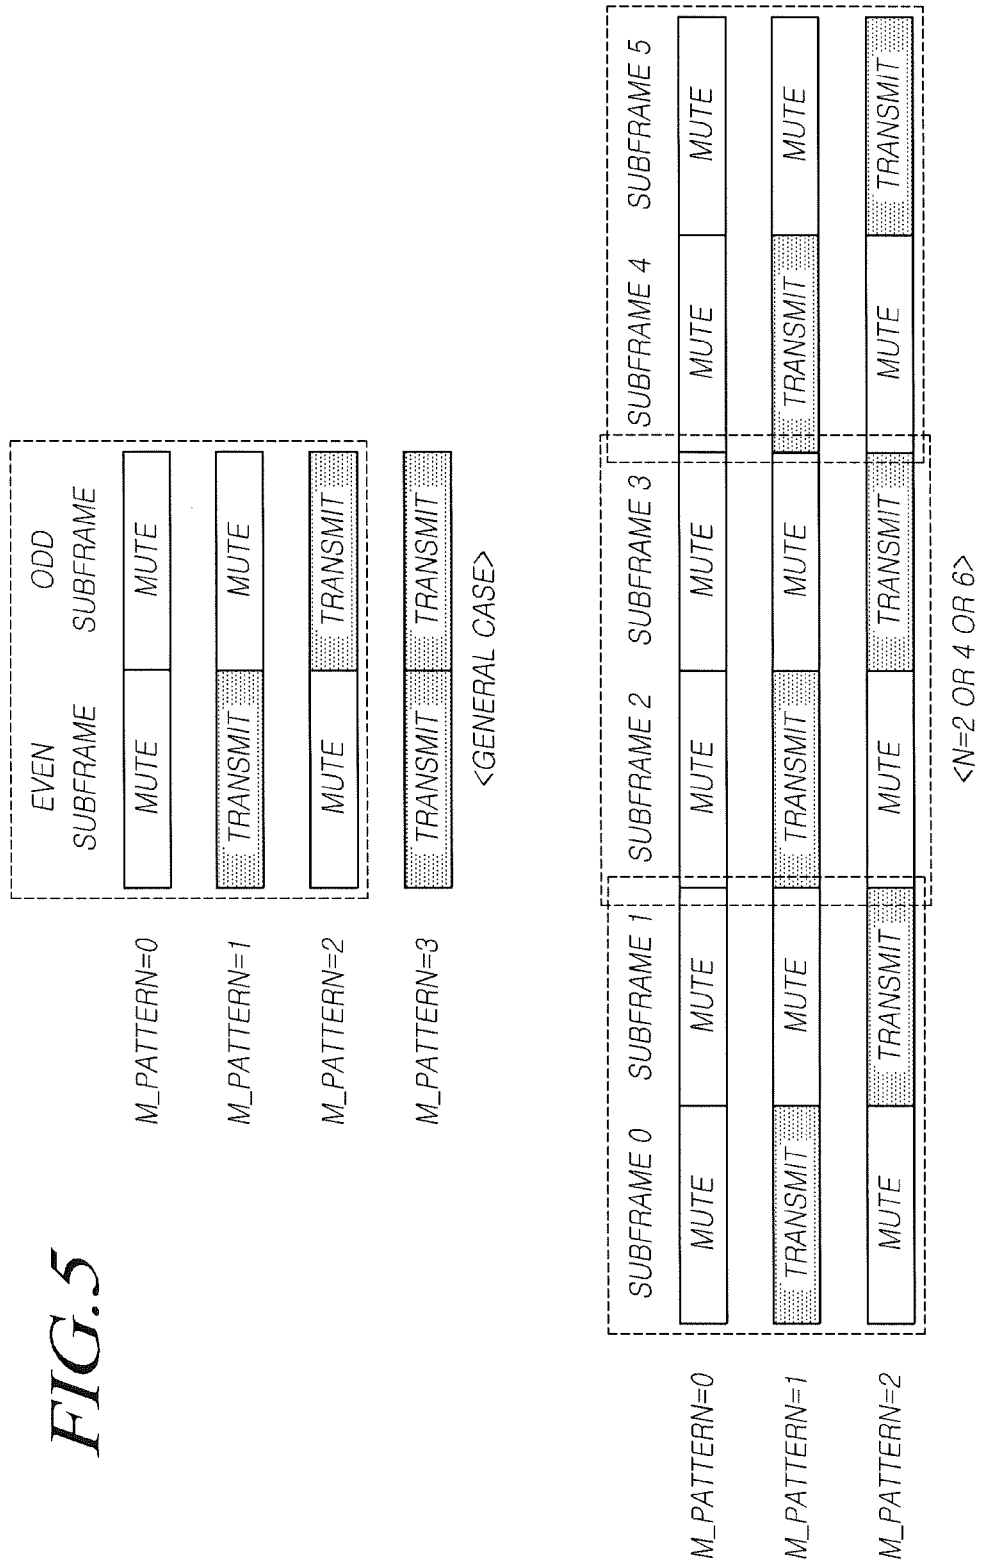 FIG.5
EVEN SUBFRAME ODD SUBFRAME
M_PATTERN=0 MUTE MUTE
M_PATTERN=1 TRANSMIT MUTE
M_PATTERN=2 MUTE TRANSMIT
M_PATTERN=3 TRANSMIT TRANSMIT
<GENERAL CASE>
SUBFRAME 0 SUBFRAME 1 SUBFRAME 2 SUBFRAME 3 SUBFRAME 4 SUBFRAME 5
M_PATTERN=0 MUTE MUTE MUTE MUTE MUTE MUTE
M_PATTERN=1 TRANSMIT MUTE TRANSMIT MUTE TRANSMIT MUTE
M_PATTERN=2 MUTE TRANSMIT MUTE TRANSMIT MUTE TRANSMIT
<N=2 OR 4 OR 6>